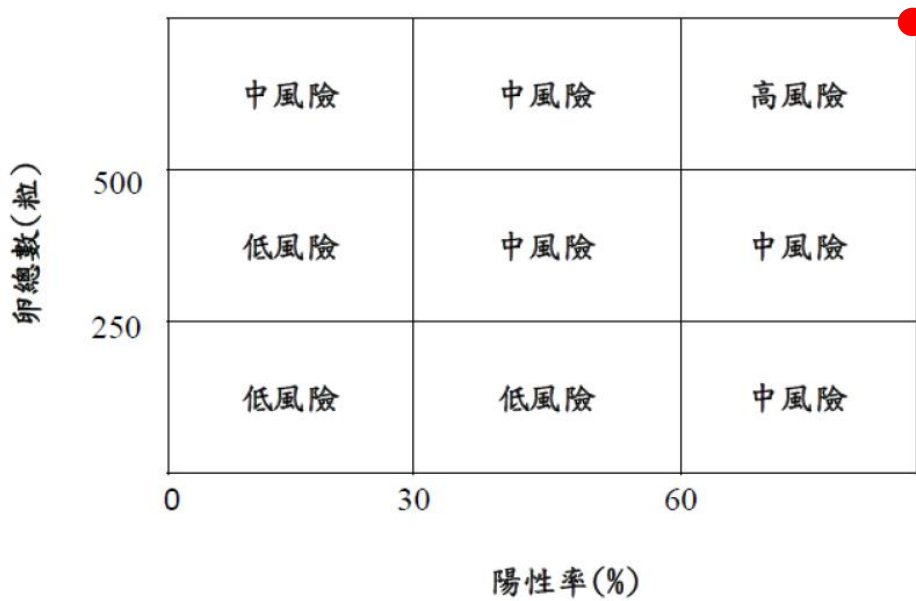 中風險 中風險 高風險
500
低風險 中風險 中風險
250
低風險 低風險 中風險
0 30 60
卵總數(粒)
陽性率(%)